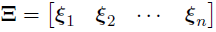 Ξ = [ξ₁ ξ₂ ⋯ ξₙ]